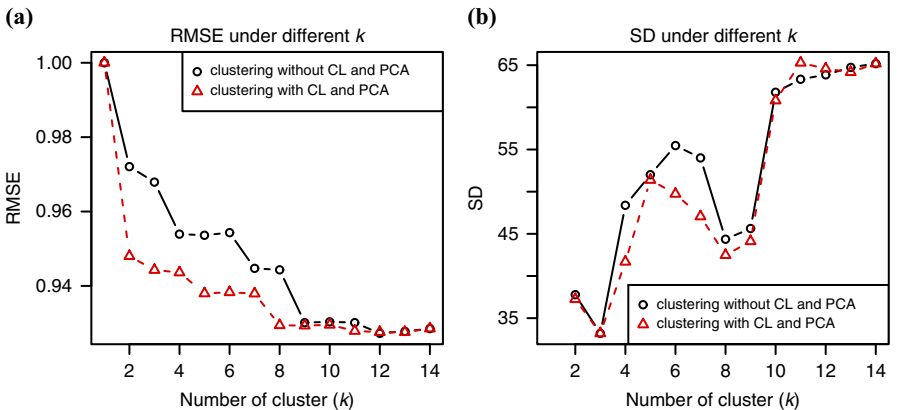 (a)
RMSE under different k
1.00
0.98
0.96
0.94
RMSE
clustering without CL and PCA
clustering with CL and PCA
2 4 6 8 10 12 14
Number of cluster (k)
(b)
SD under different k
65
55
45
35
SD
clustering without CL and PCA
clustering with CL and PCA
2 4 6 8 10 12 14
Number of cluster (k)